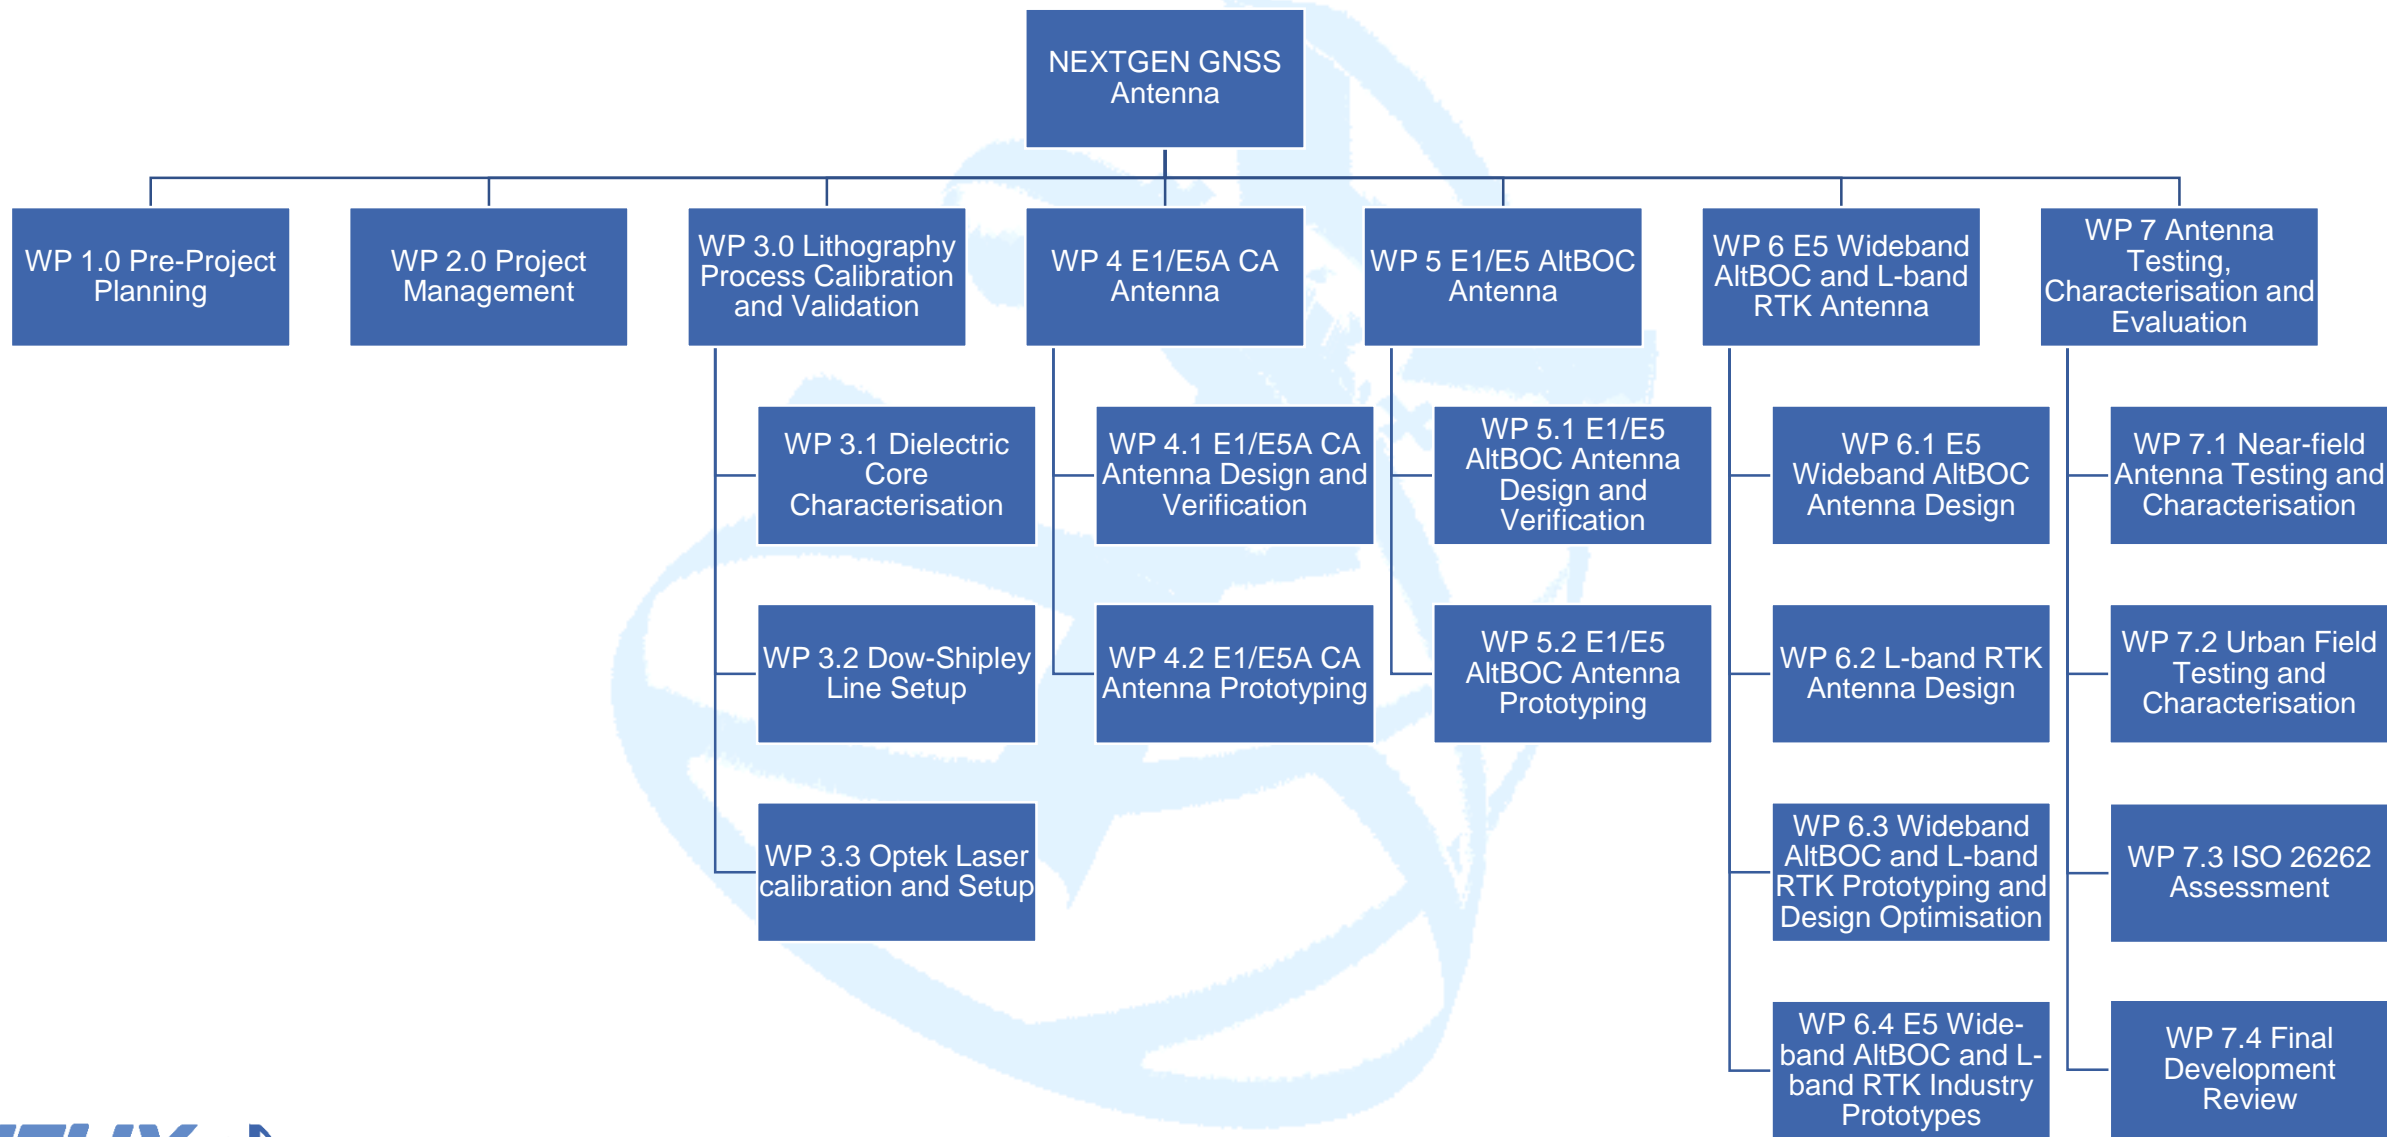 NEXTGEN GNSS
Antenna
WP 1.0 Pre-Project
Planning
WP 2.0 Project
Management
WP 3.0 Lithography
Process Calibration
and Validation
WP 4 E1/E5A CA
Antenna
WP 5 E1/E5 AltBOC
Antenna
WP 6 E5 Wideband
AltBOC and L-band
RTK Antenna
WP 7 Antenna
Testing,
Characterisation and
Evaluation
WP 3.1 Dielectric
Core
Characterisation
WP 4.1 E1/E5A CA
Antenna Design and
Verification
WP 5.1 E1/E5
AltBOC Antenna
Design and
Verification
WP 6.1 E5
Wideband AltBOC
Antenna Design
WP 7.1 Near-field
Antenna Testing and
Characterisation
WP 3.2 Dow-Shipley
Line Setup
WP 4.2 E1/E5A CA
Antenna Prototyping
WP 5.2 E1/E5
AltBOC Antenna
Prototyping
WP 6.2 L-band RTK
Antenna Design
WP 7.2 Urban Field
Testing and
Characterisation
WP 3.3 Optek Laser
calibration and Setup
WP 6.3 Wideband
AltBOC and L-band
RTK Prototyping and
Design Optimisation
WP 7.3 ISO 26262
Assessment
WP 6.4 E5 Wide-
band AltBOC and L-
band RTK Industry
Prototypes
WP 7.4 Final
Development
Review